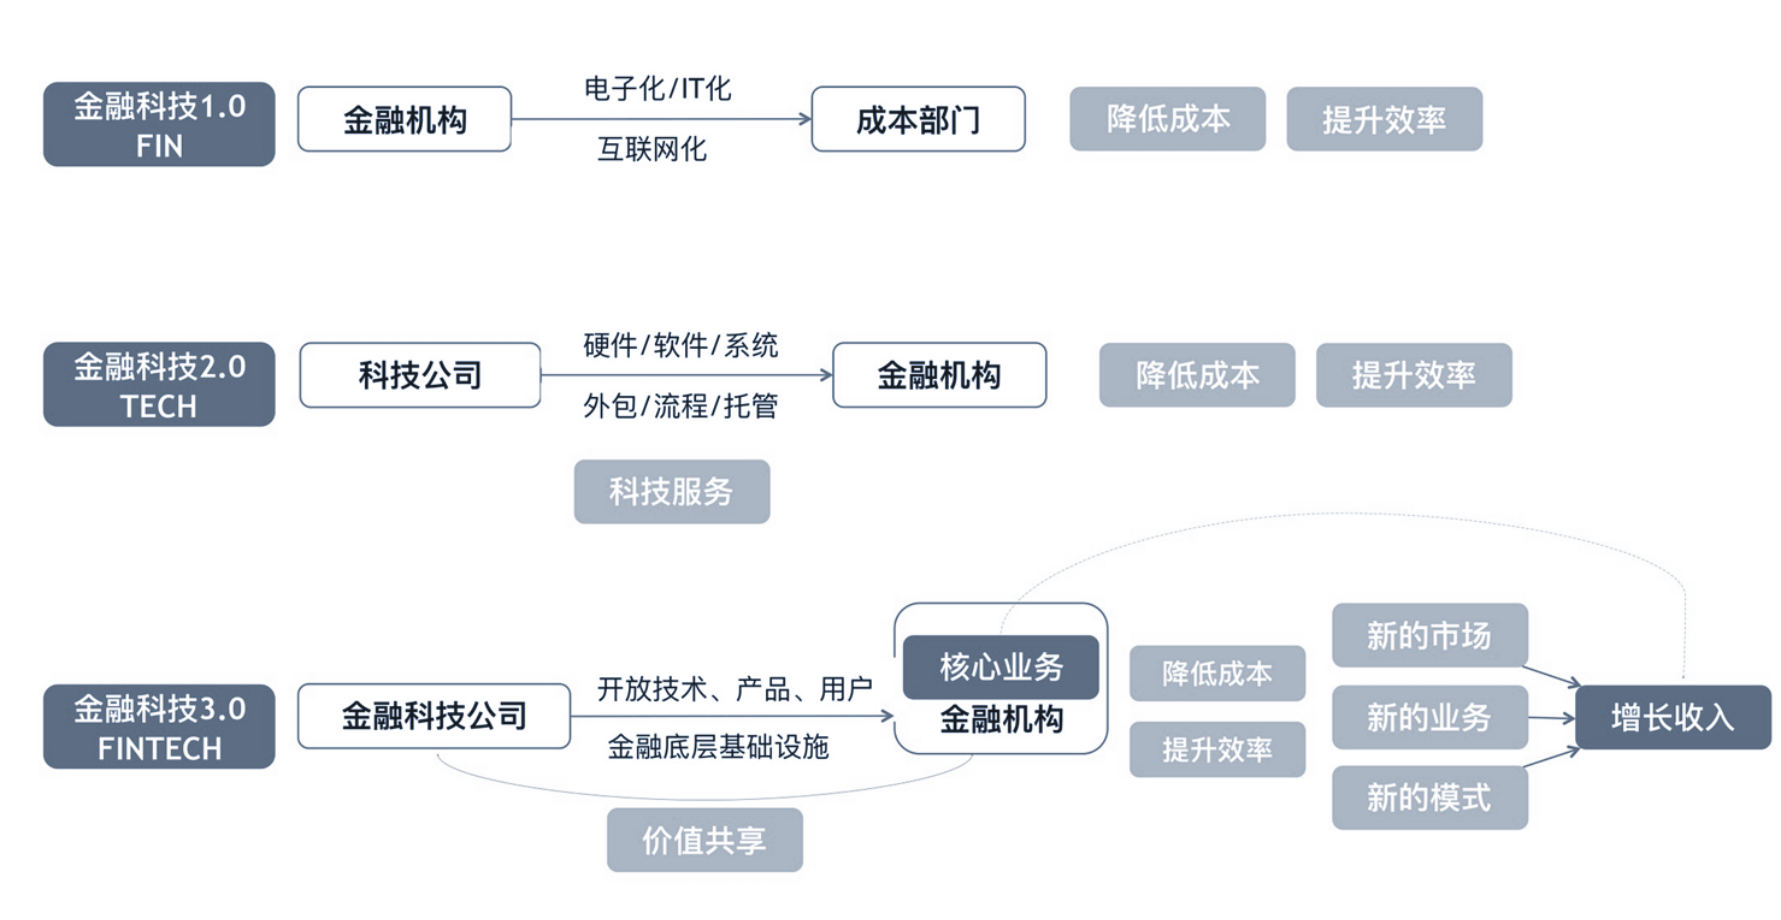 金融科技1.0
FIN
金融机构
电子化/IT化
互联网化
成本部门
降低成本
提升效率
金融科技2.0
TECH
科技公司
硬件/软件/系统
外包/流程/托管
金融机构
降低成本
提升效率
科技服务
金融科技3.0
FINTECH
金融科技公司
开放技术、产品、用户
金融底层基础设施
核心业务
金融机构
降低成本
提升效率
新的市场
新的业务
新的模式
增长收入
价值共享